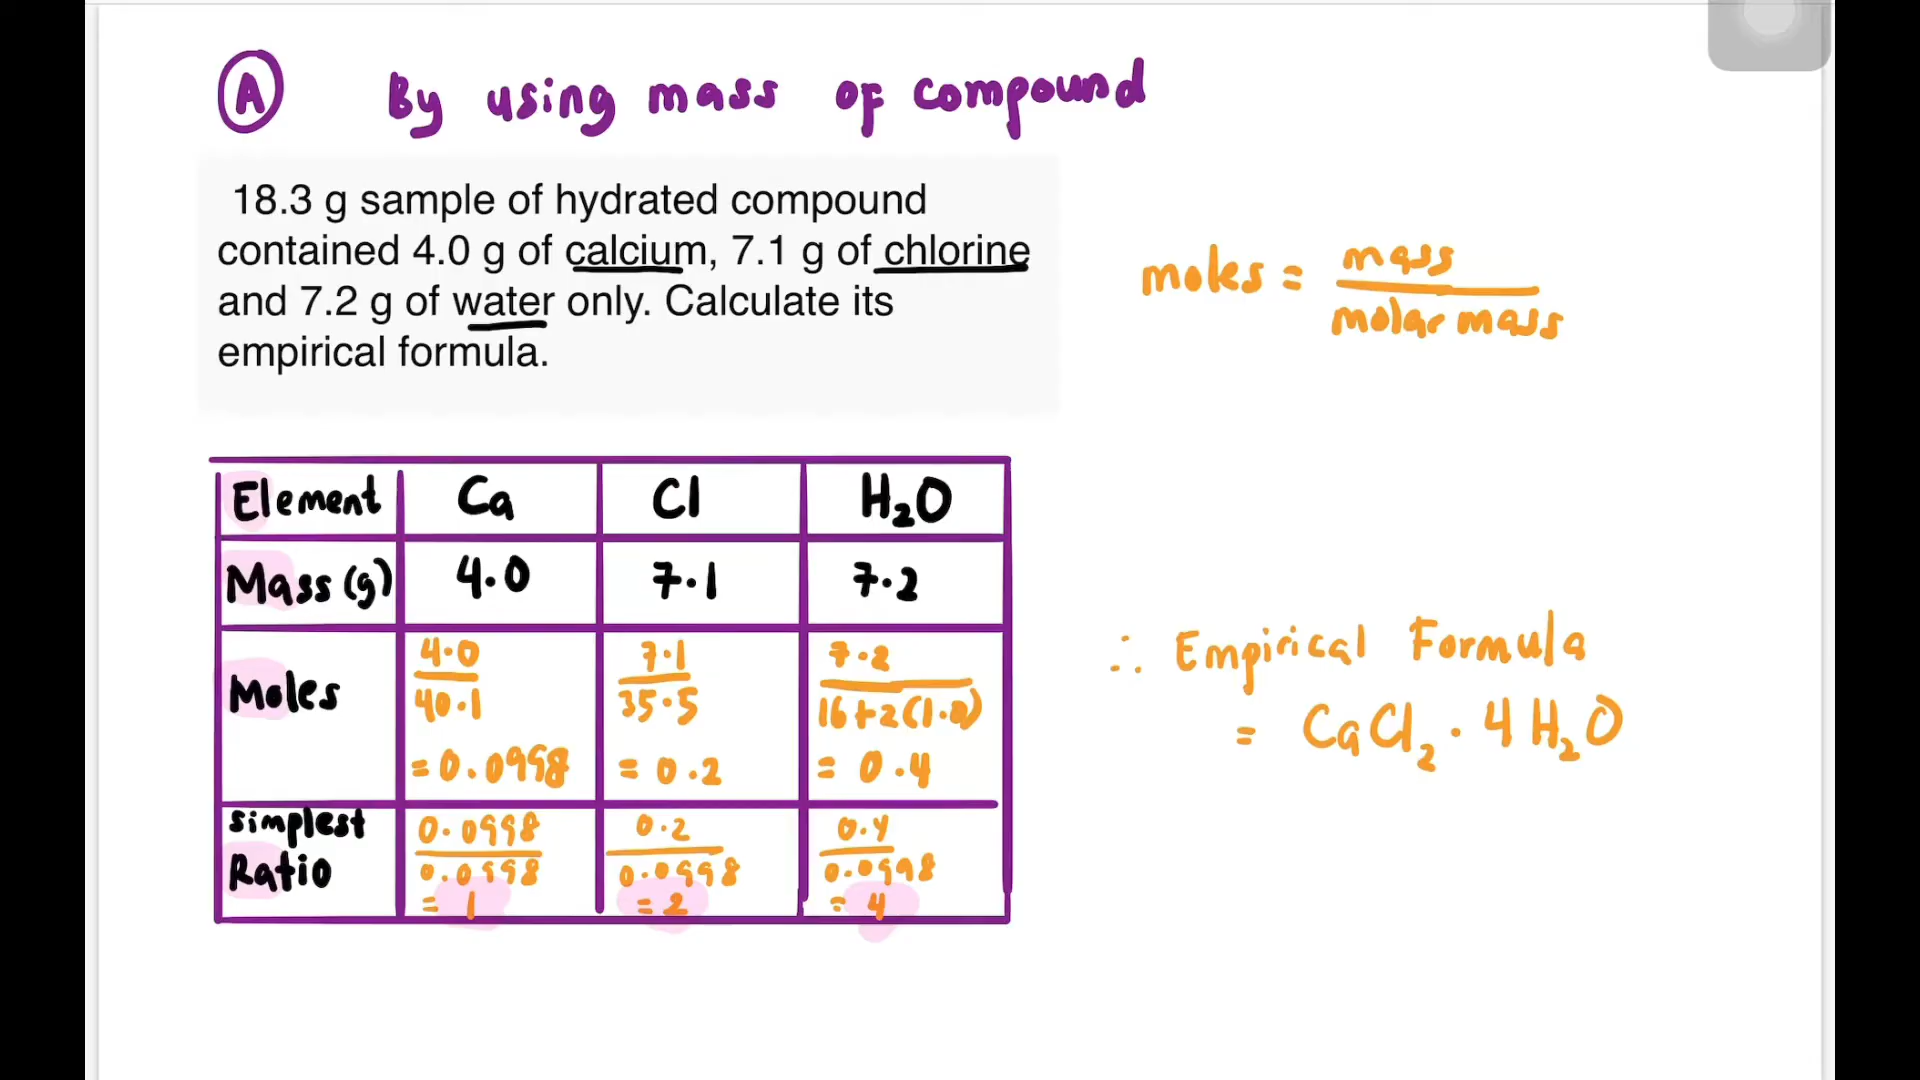 A By using mass of compound
18.3 g sample of hydrated compound
contained 4.0 g of calcium, 7.1 g of chlorine
and 7.2 g of water only. Calculate its
empirical formula.
moles = mass
molar mass
Element Ca Cl H₂O
Mass (g) 4.0 7.1 7.2
Moles
4.0 7.1 7.2
40.1 35.5 16+2(1.0)
= 0.0998 = 0.2 = 0.4
Simplest Ratio
0.0998 0.2 0.4
0.0998 0.0998 0.0998
= 1 = 2 = 4
∴ Empirical Formula
= CaCl₂ · 4H₂O